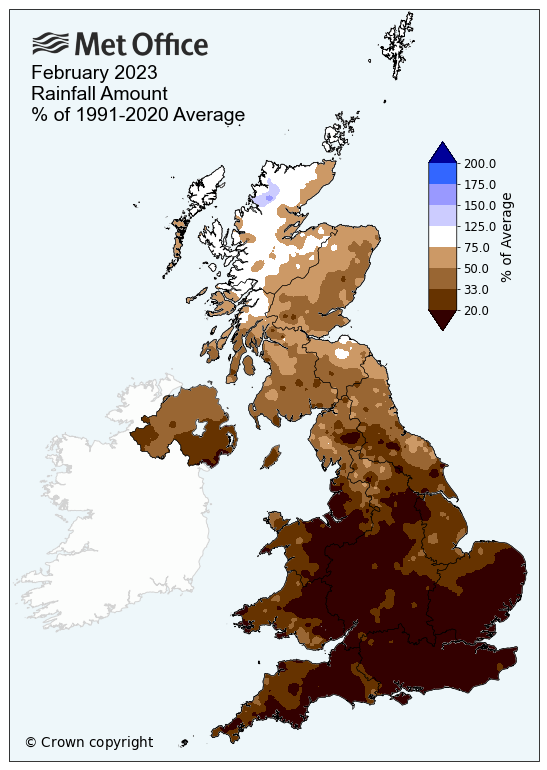 Met Office
February 2023
Rainfall Amount
% of 1991-2020 Average
200.0
175.0
150.0
125.0
75.0
50.0
33.0
20.0
% of Average
© Crown copyright